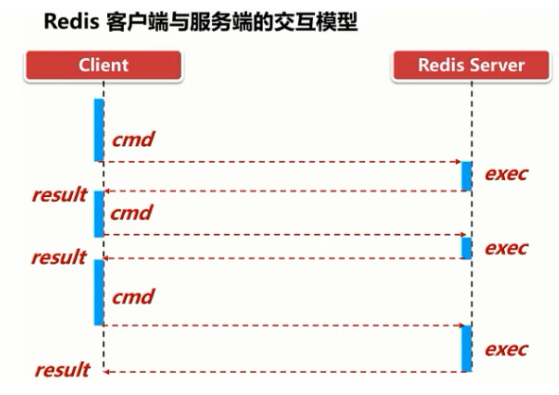 Redis 客户端与服务端的交互模型
Client
Redis Server
cmd
exec
result
cmd
exec
result
cmd
exec
result